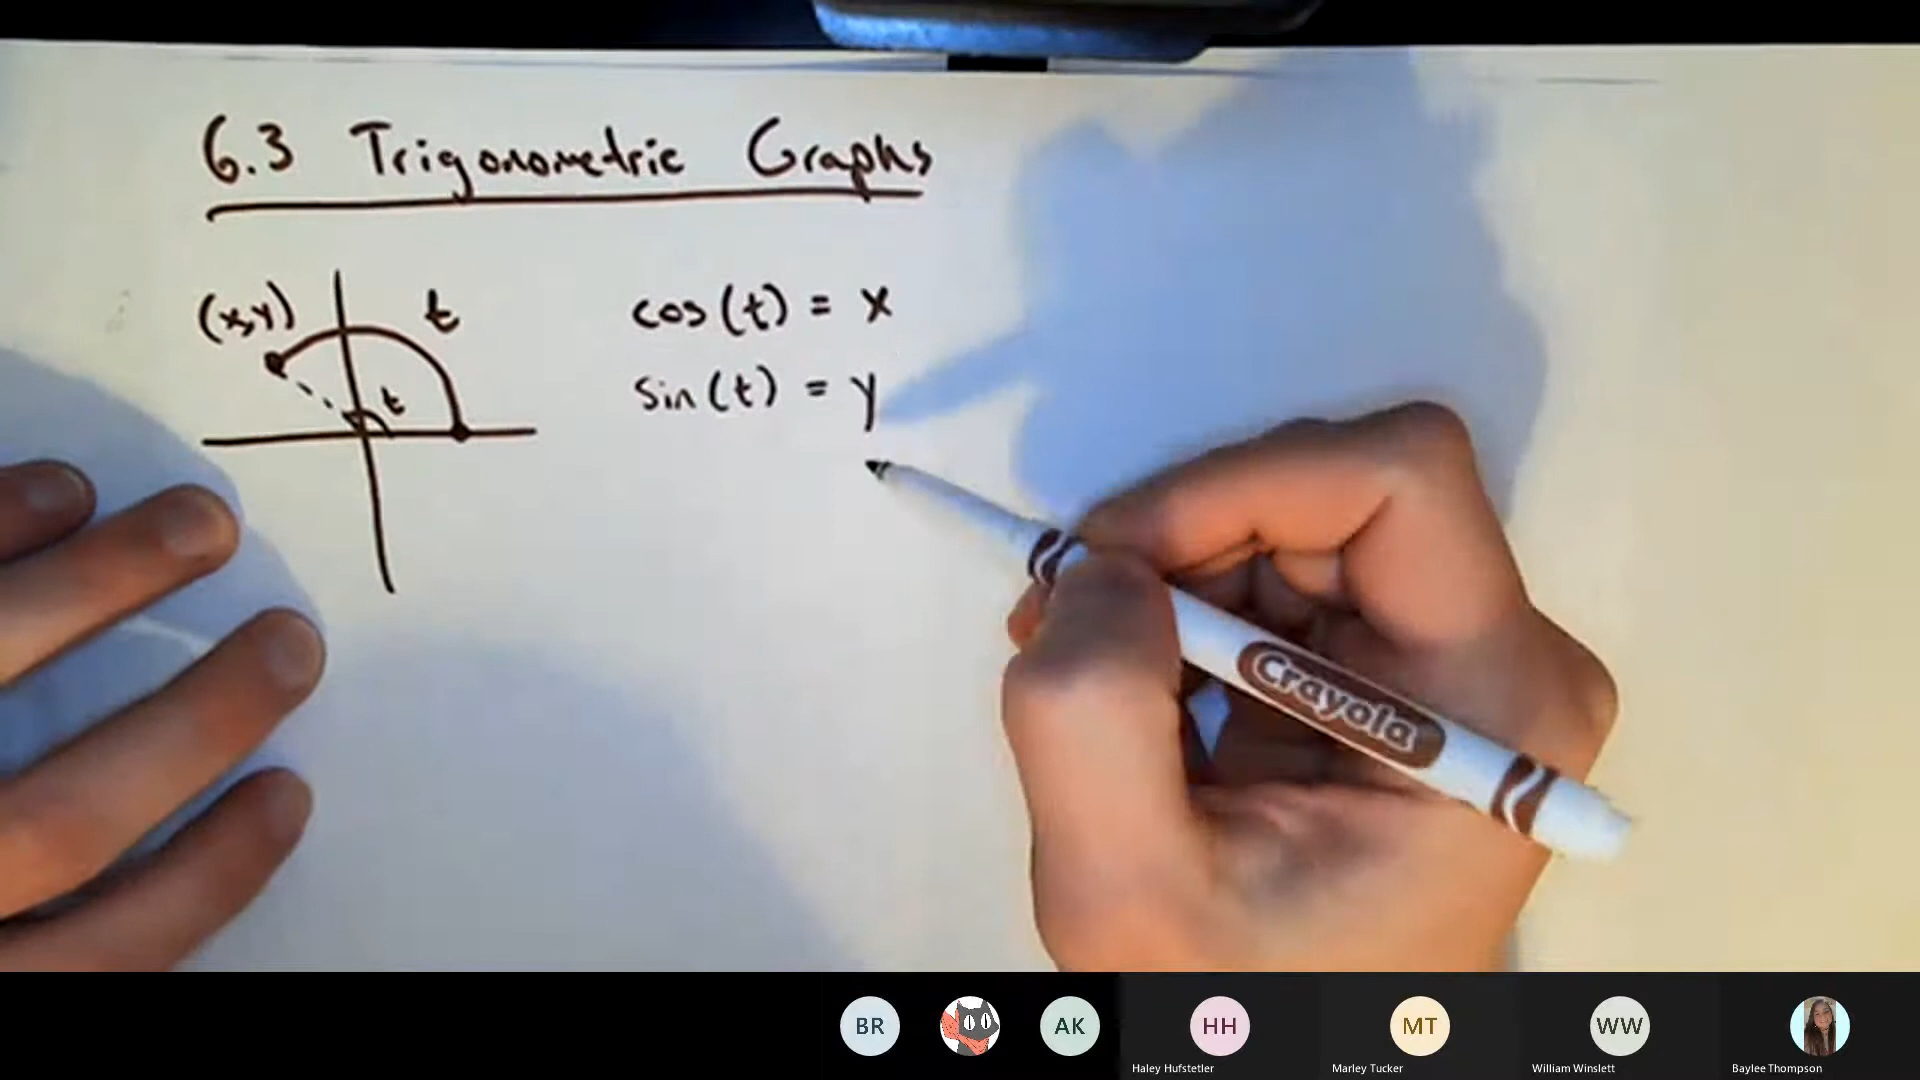 6.3 Trigonometric Graphs
(x,y)
t
t
cos(t) = x
sin(t) = y
Crayola
BR
AK
HH
MT
WW
Haley Hufstetler
Marley Tucker
William Winslett
Baylee Thompson